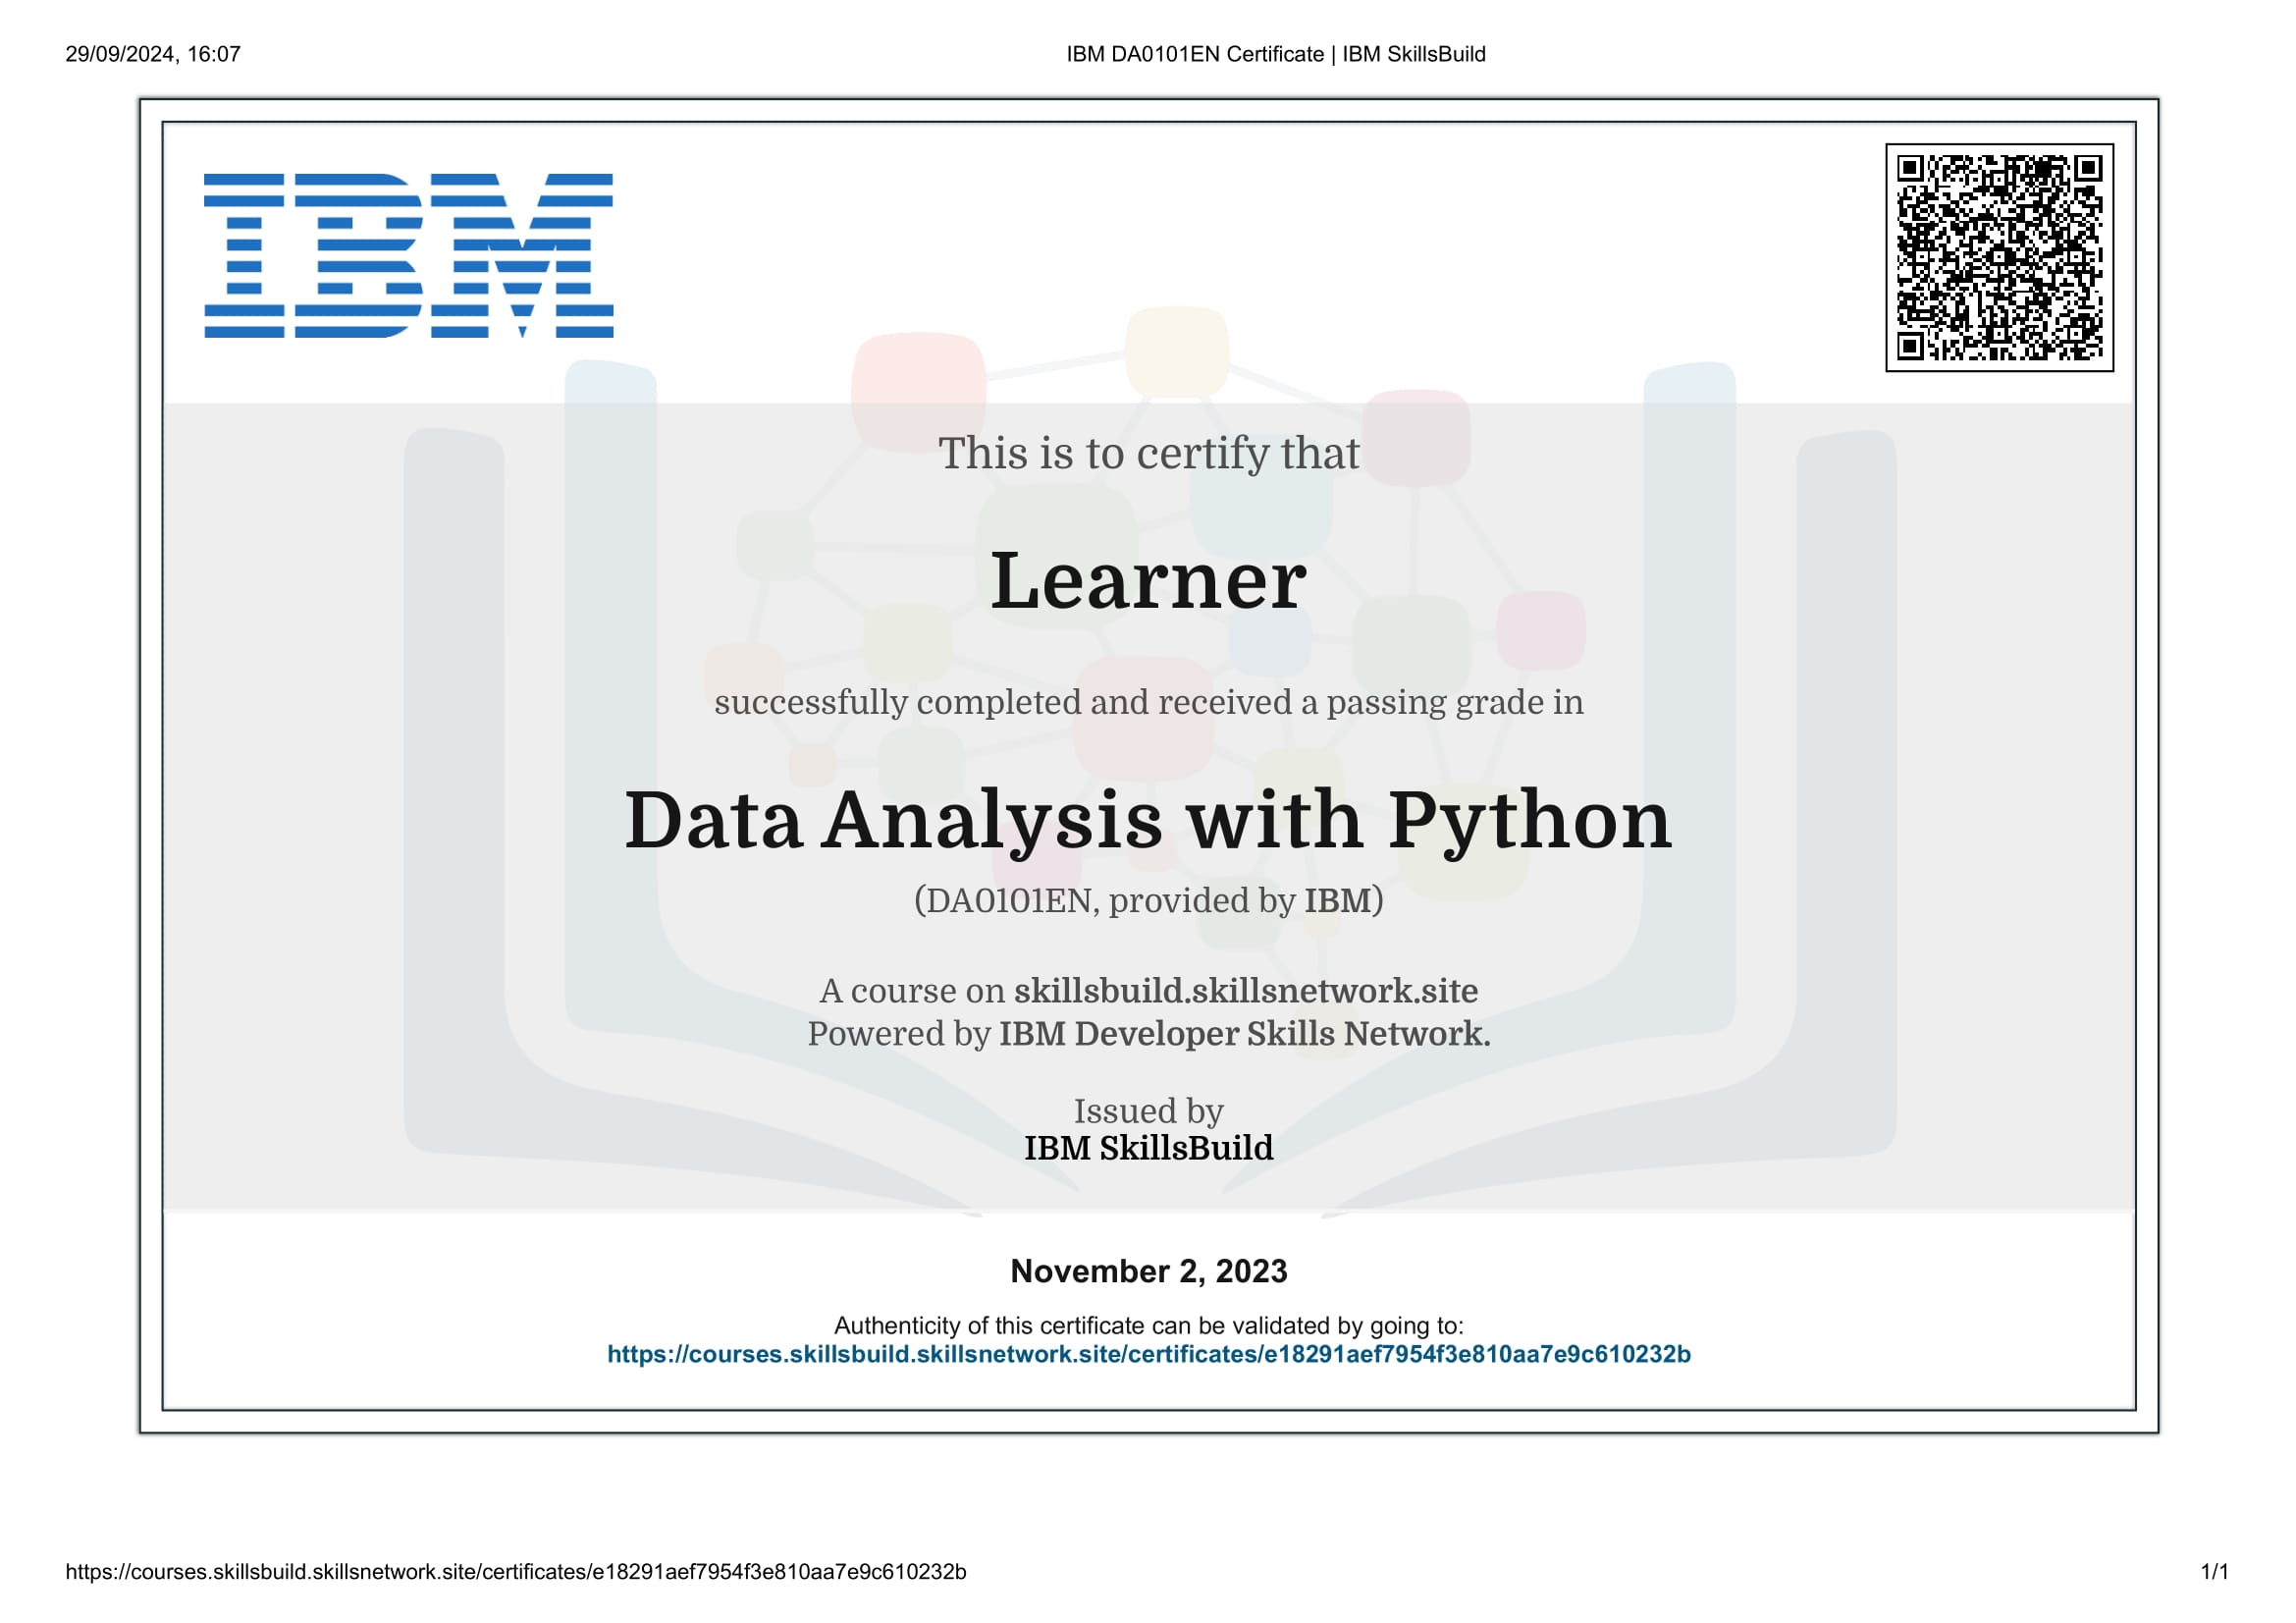 29/09/2024, 16:07
IBM DA0101EN Certificate | IBM SkillsBuild
IBM
This is to certify that
Learner
successfully completed and received a passing grade in
Data Analysis with Python
(DA0101EN, provided by IBM)
A course on skillsbuild.skillsnetwork.site
Powered by IBM Developer Skills Network.
Issued by
IBM SkillsBuild
November 2, 2023
Authenticity of this certificate can be validated by going to:
https://courses.skillsbuild.skillsnetwork.site/certificates/e18291aef7954f3e810aa7e9c610232b
https://courses.skillsbuild.skillsnetwork.site/certificates/e18291aef7954f3e810aa7e9c610232b
1/1